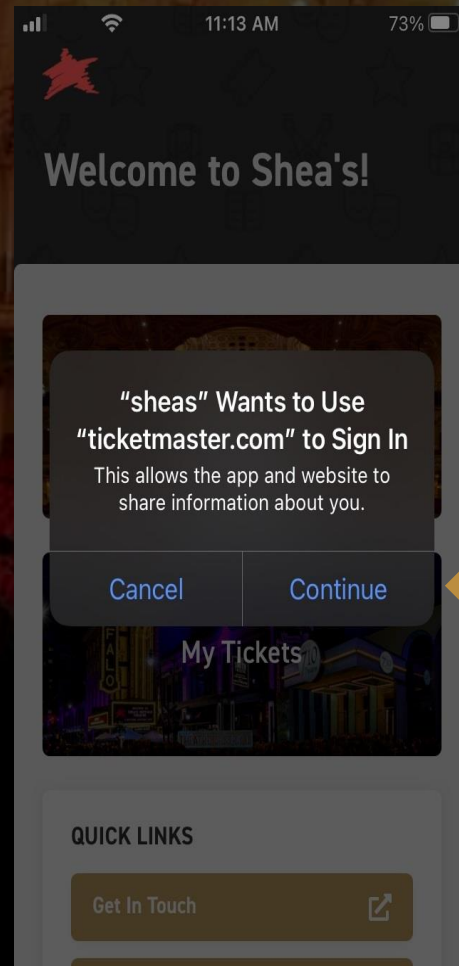 11:13 AM
73%
Welcome to Shea's!
“sheas” Wants to Use
“ticketmaster.com” to Sign In
This allows the app and website to
share information about you.
Cancel
Continue
My Tickets
QUICK LINKS
Get In Touch